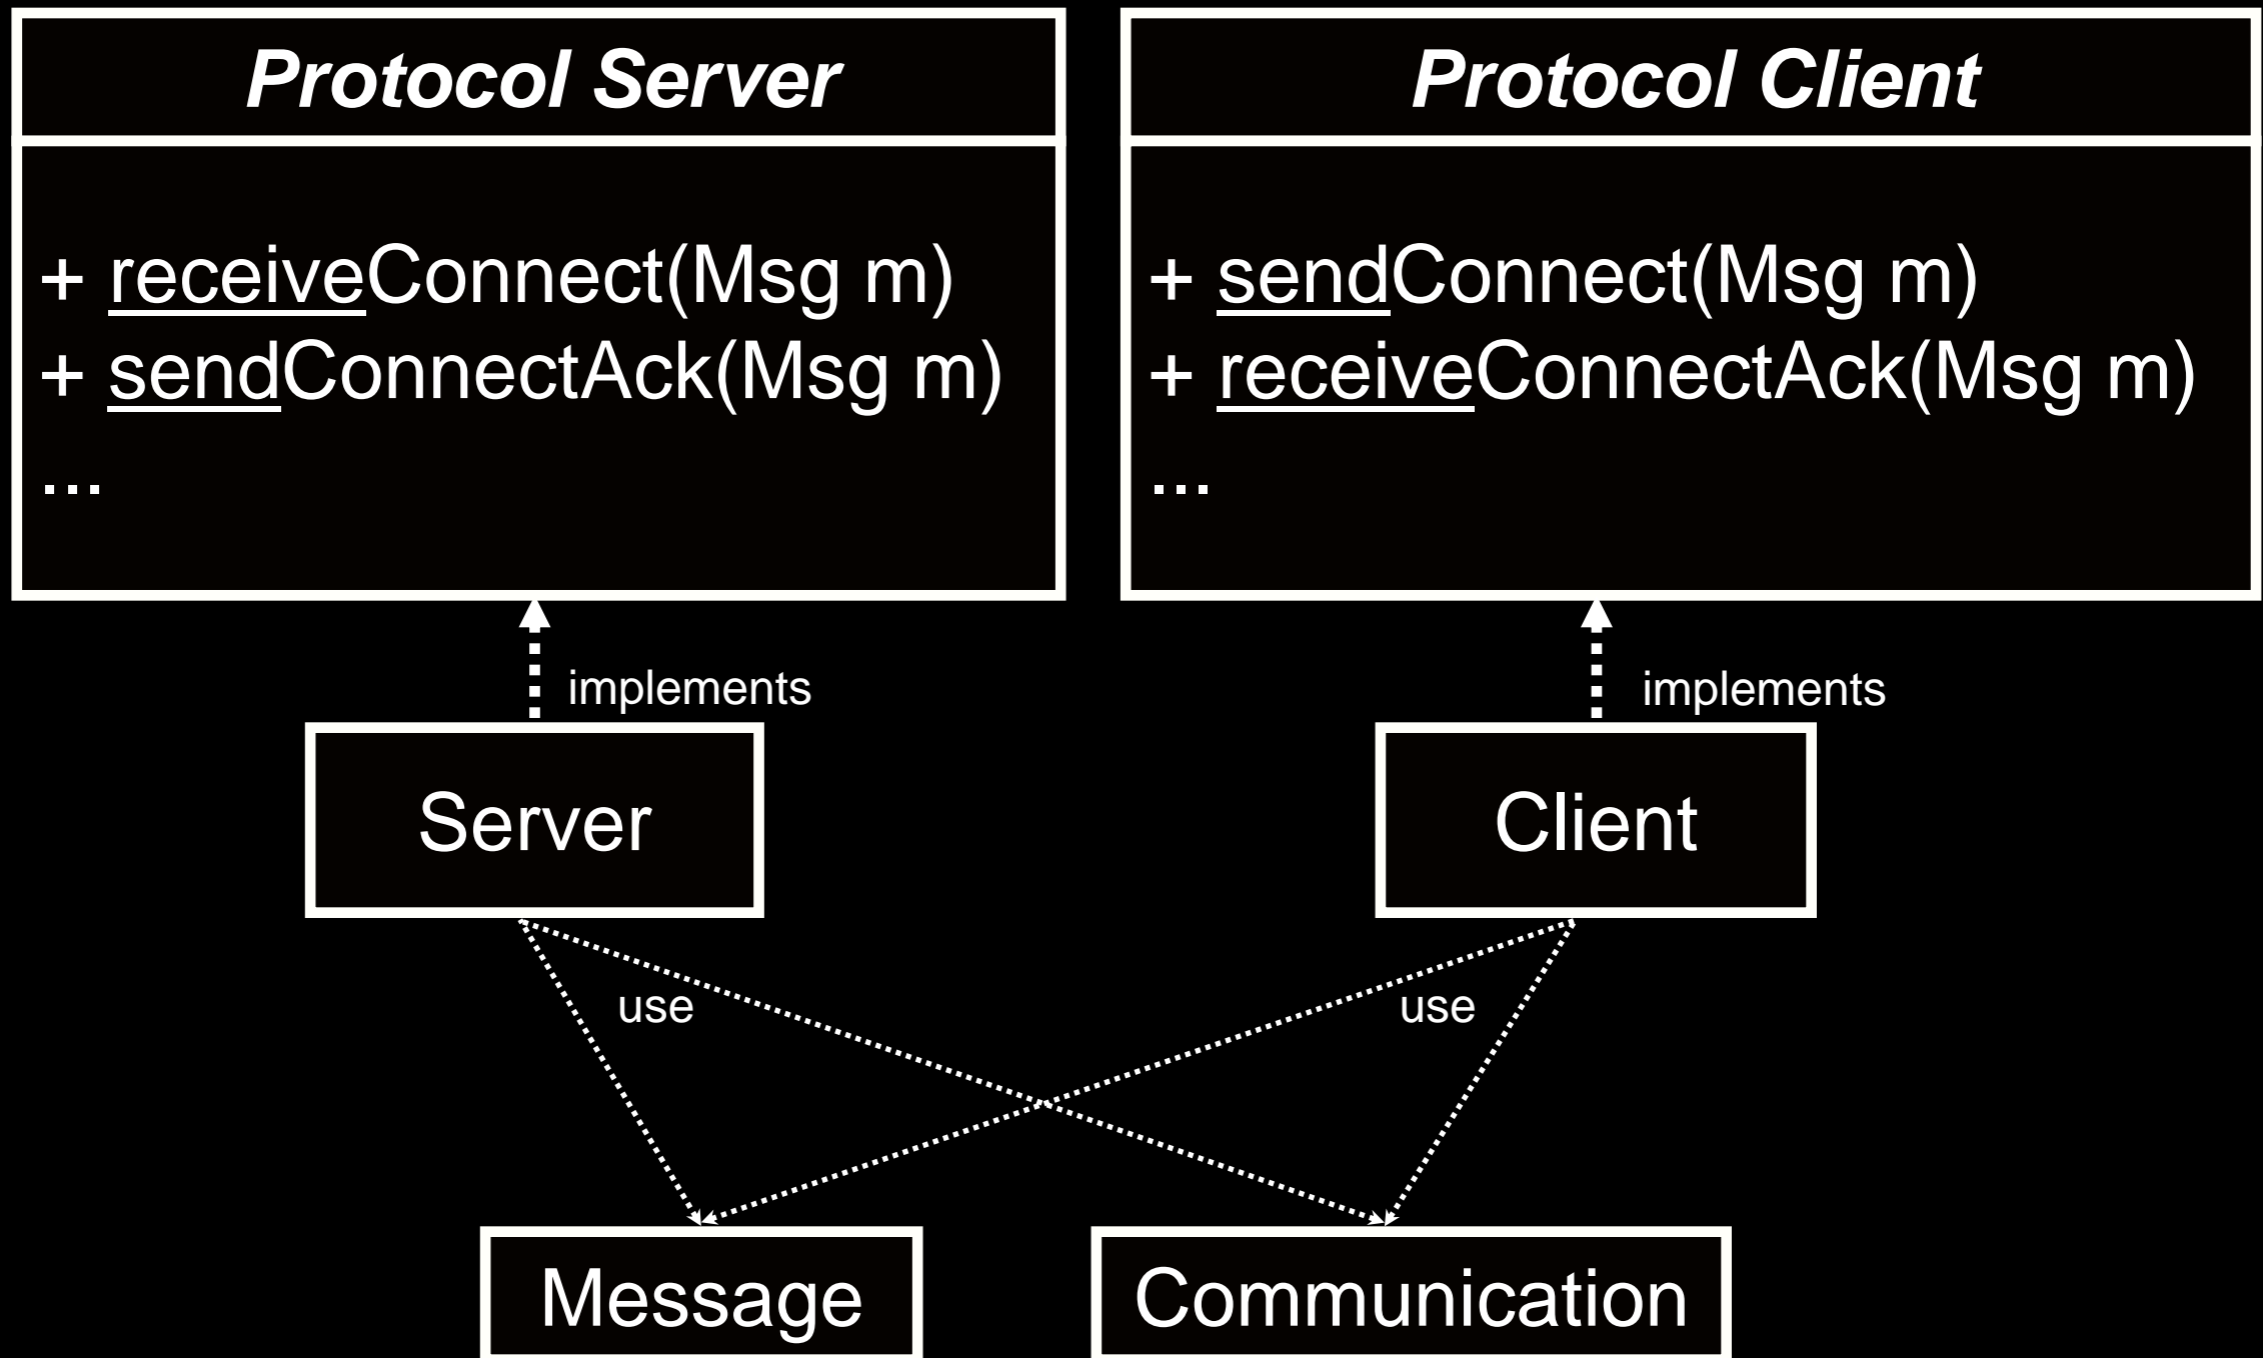 Protocol Server
+ receiveConnect(Msg m)
+ sendConnectAck(Msg m)
...
Protocol Client
+ sendConnect(Msg m)
+ receiveConnectAck(Msg m)
...
implements
implements
Server
Client
use
use
Message
Communication